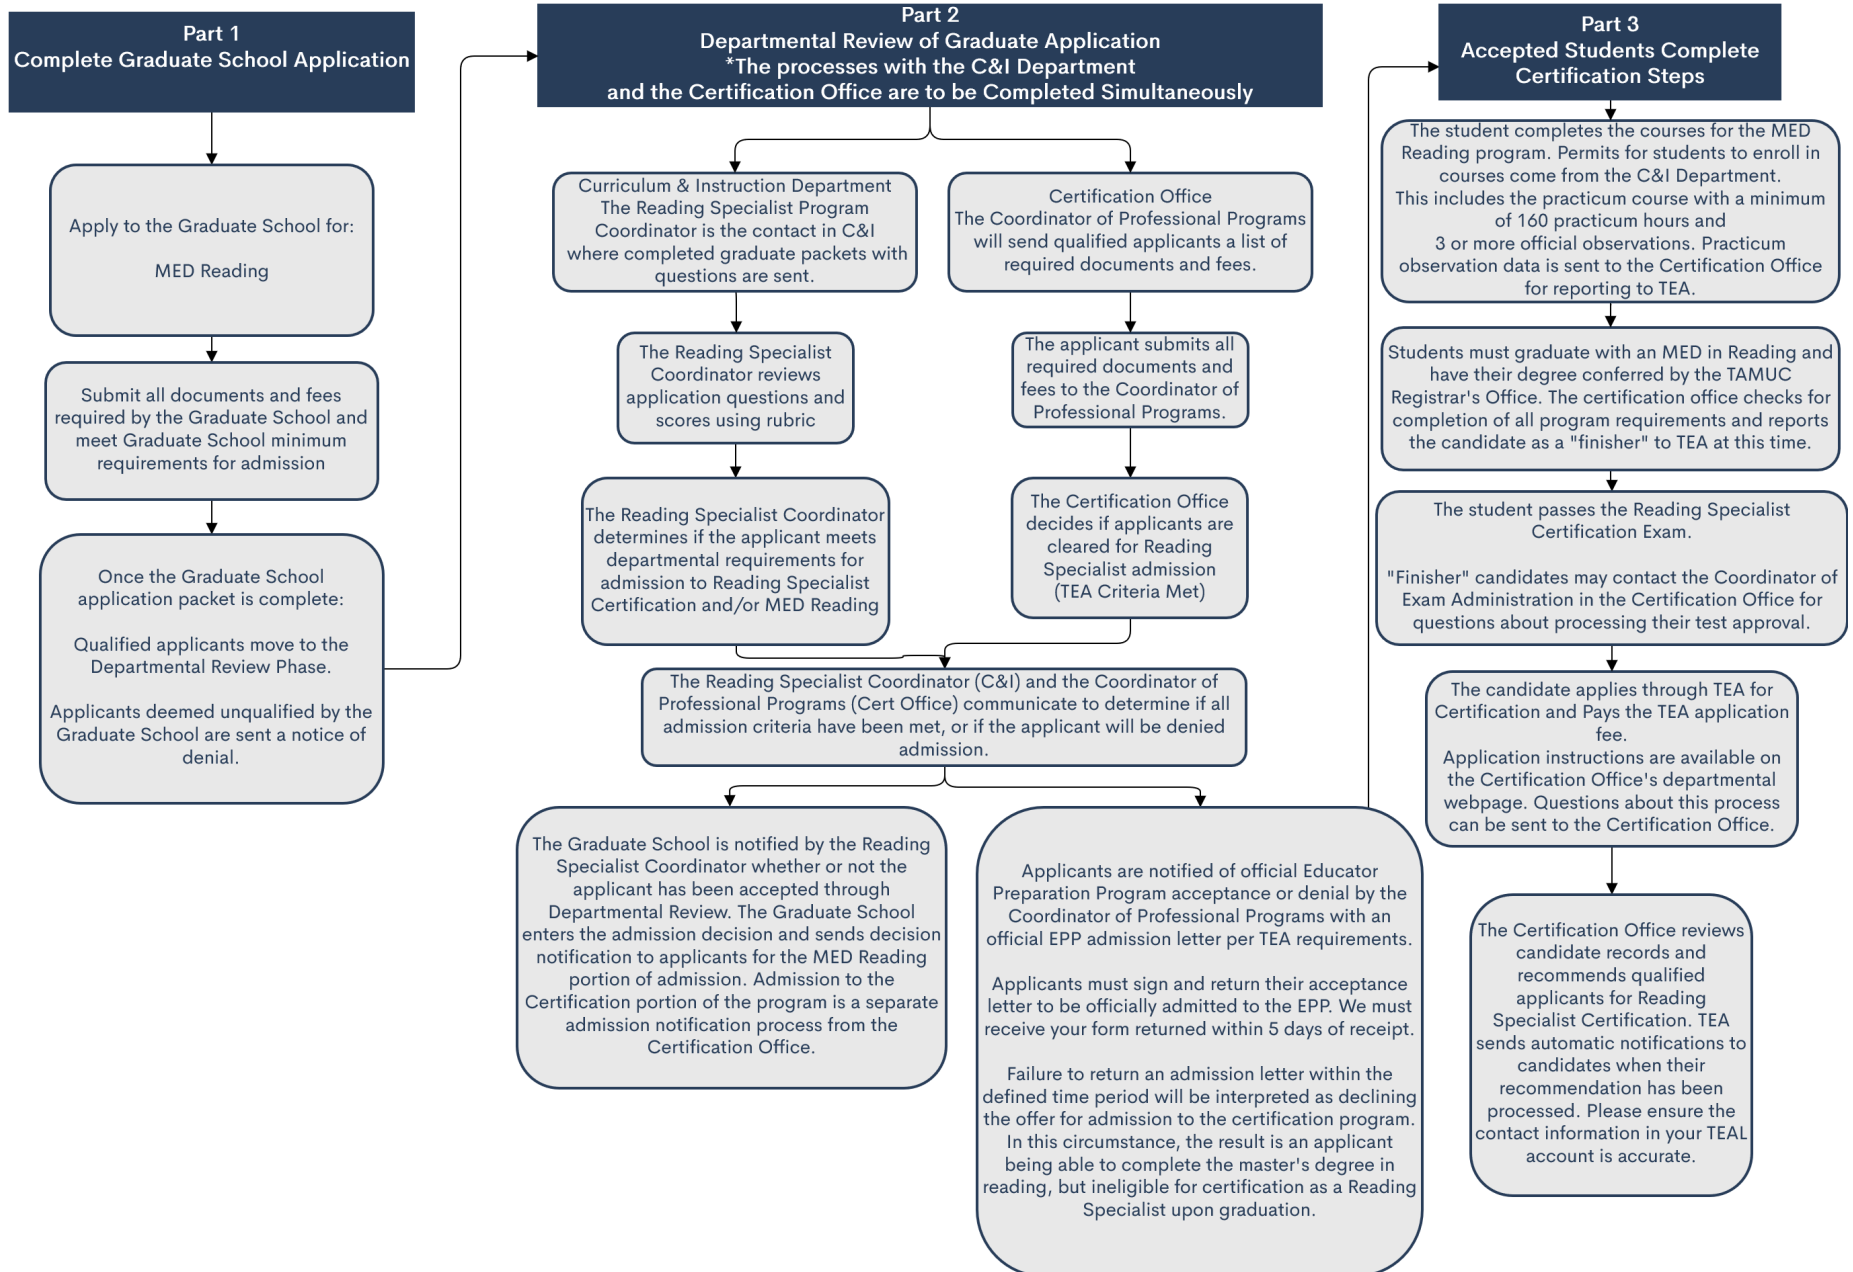 Part 1
Complete Graduate School Application
Apply to the Graduate School for:
MED Reading
Submit all documents and fees
required by the Graduate School and
meet Graduate School minimum
requirements for admission
Once the Graduate School
application packet is complete:
Qualified applicants move to the
Departmental Review Phase.
Applicants deemed unqualified by the
Graduate School are sent a notice of
denial.
Part 2
Departmental Review of Graduate Application
*The processes with the C&I Department
and the Certification Office are to be Completed Simultaneously
Curriculum & Instruction Department
The Reading Specialist Program
Coordinator is the contact in C&I
where completed graduate packets with
questions are sent.
The Reading Specialist
Coordinator reviews
application questions and
scores using rubric
The Reading Specialist Coordinator
determines if the applicant meets
departmental requirements for
admission to Reading Specialist
Certification and/or MED Reading
Certification Office
The Coordinator of Professional Programs
will send qualified applicants a list of
required documents and fees.
The applicant submits all
required documents and
fees to the Coordinator of
Professional Programs.
The Certification Office
decides if applicants are
cleared for Reading
Specialist admission
(TEA Criteria Met)
The Reading Specialist Coordinator (C&I) and the Coordinator of
Professional Programs (Cert Office) communicate to determine if all
admission criteria have been met, or if the applicant will be denied
admission.
The Graduate School is notified by the Reading
Specialist Coordinator whether or not the
applicant has been accepted through
Departmental Review. The Graduate School
enters the admission decision and sends decision
notification to applicants for the MED Reading
portion of admission. Admission to the
Certification portion of the program is a separate
admission notification process from the
Certification Office.
Applicants are notified of official Educator
Preparation Program acceptance or denial by the
Coordinator of Professional Programs with an
official EPP admission letter per TEA requirements.
Applicants must sign and return their acceptance
letter to be officially admitted to the EPP. We must
receive your form returned within 5 days of receipt.
Failure to return an admission letter within the
defined time period will be interpreted as declining
the offer for admission to the certification program.
In this circumstance, the result is an applicant
being able to complete the master's degree in
reading, but ineligible for certification as a Reading
Specialist upon graduation.
Part 3
Accepted Students Complete
Certification Steps
The student completes the courses for the MED
Reading program. Permits for students to enroll in
courses come from the C&I Department.
This includes the practicum course with a minimum
of 160 practicum hours and
3 or more official observations. Practicum
observation data is sent to the Certification Office
for reporting to TEA.
Students must graduate with an MED in Reading and
have their degree conferred by the TAMUC
Registrar's Office. The certification office checks for
completion of all program requirements and reports
the candidate as a "finisher" to TEA at this time.
The student passes the Reading Specialist
Certification Exam.
"Finisher" candidates may contact the Coordinator of
Exam Administration in the Certification Office for
questions about processing their test approval.
The candidate applies through TEA for
Certification and Pays the TEA application
fee.
Application instructions are available on
the Certification Office's departmental
webpage. Questions about this process
can be sent to the Certification Office.
The Certification Office reviews
candidate records and
recommends qualified
applicants for Reading
Specialist Certification. TEA
sends automatic notifications to
candidates when their
recommendation has been
processed. Please ensure the
contact information in your TEAL
account is accurate.